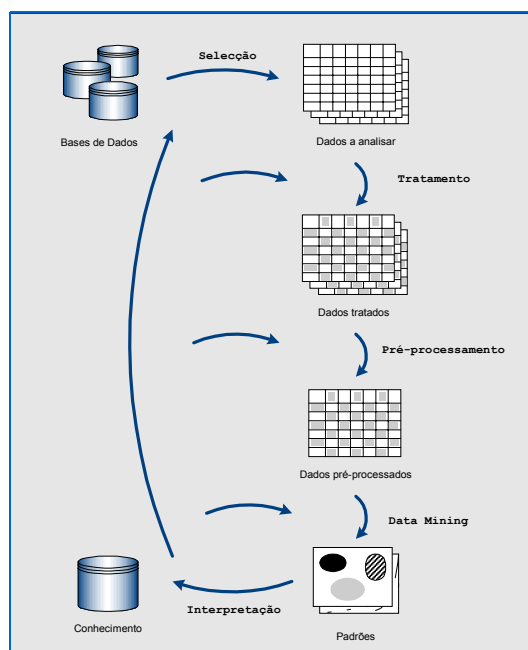 Selecção
Bases de Dados
Dados a analisar
Tratamento
Dados tratados
Pré-processamento
Dados pré-processados
Data Mining
Interpretação
Conhecimento
Padrões